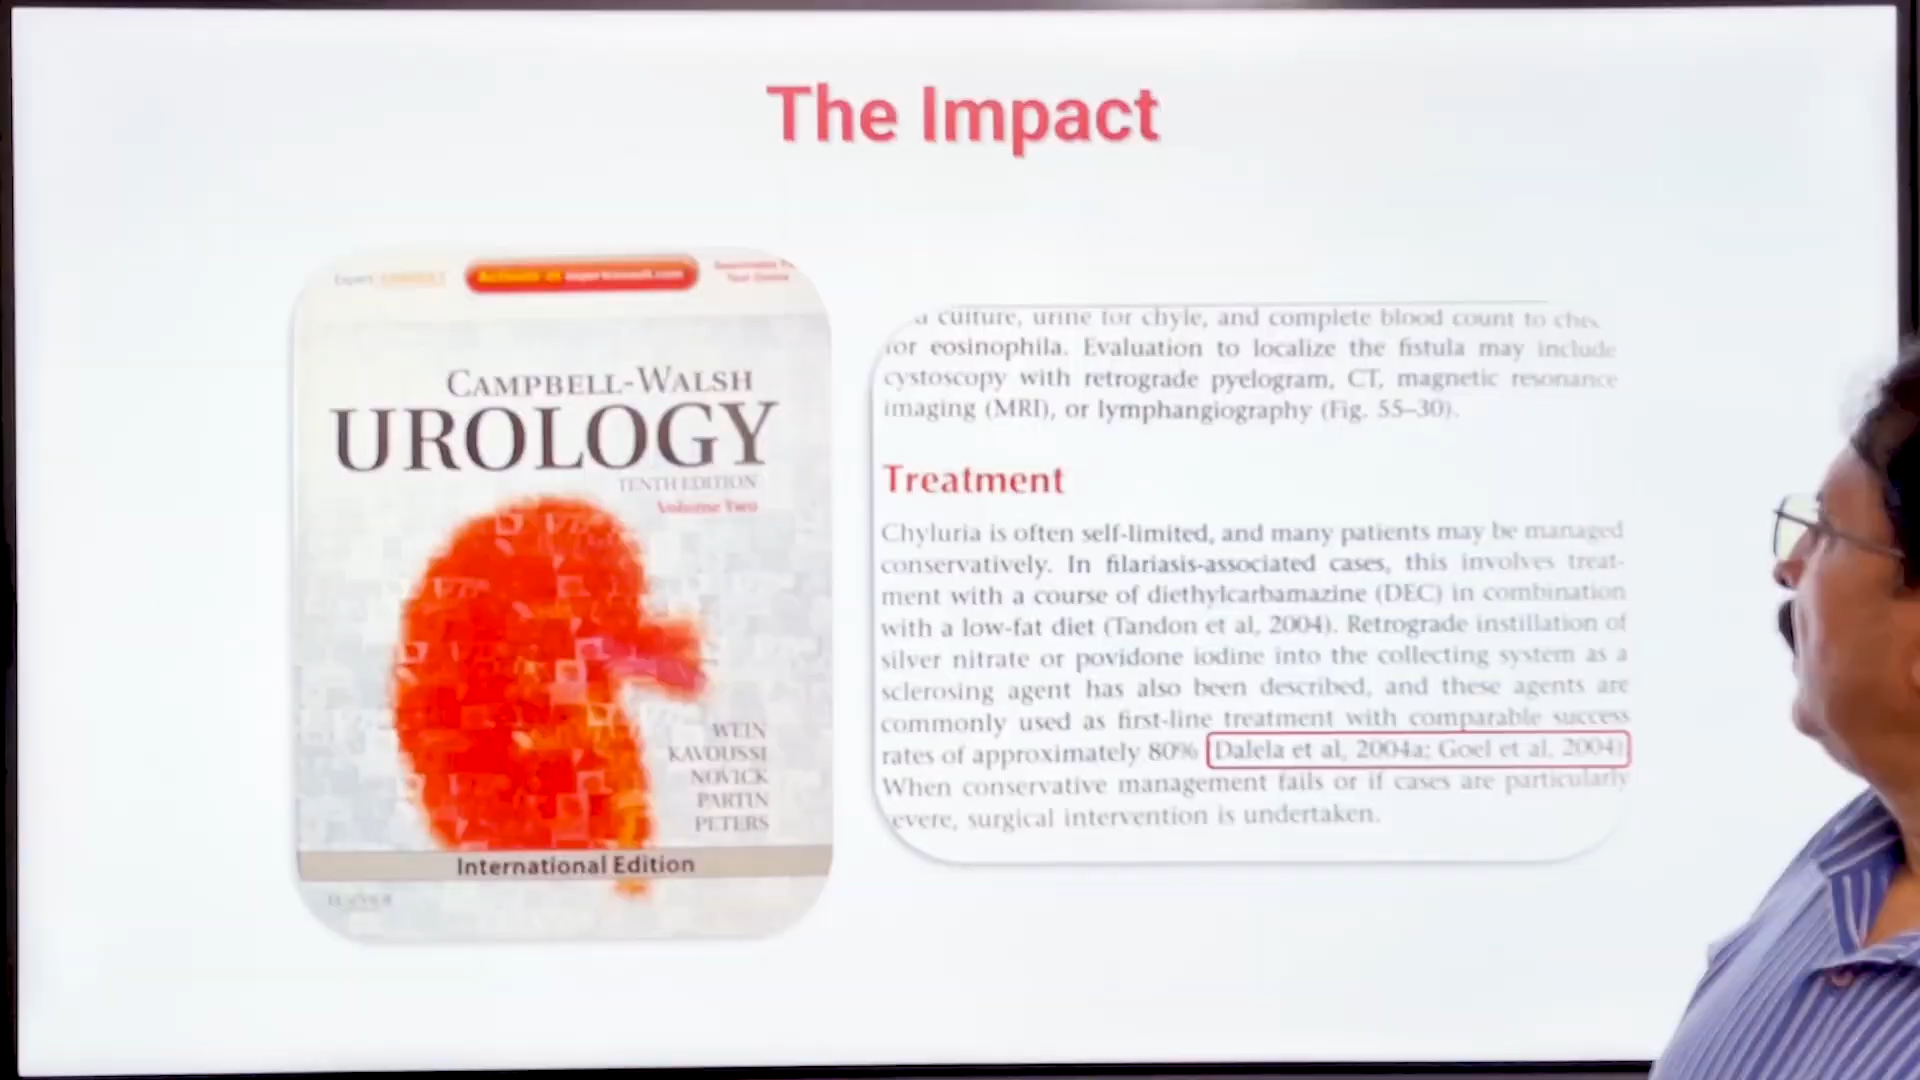 The Impact
Expert
CAMPBELL-WALSH
UROLOGY
TENTH EDITION
Volume Two
WEIN
KAVOUSSI
NOVICK
PARTIN
PETERS
International Edition
ELSEVIER
culture, urine for chyle, and complete blood count to
for eosinophila. Evaluation to localize the fistula may include
cystoscopy with retrograde pyelogram, CT, magnetic resonance
imaging (MRI), or lymphangiography (Fig. 55–30).
Treatment
Chyluria is often self-limited, and many patients may be managed
conservatively. In filariasis-associated cases, this involves treat-
ment with a course of diethylcarbamazine (DEC) in combination
with a low-fat diet (Tandon et al, 2004). Retrograde instillation of
silver nitrate or povidone iodine into the collecting system as a
sclerosing agent has also been described, and these agents are
commonly used as first-line treatment with comparable success
rates of approximately 80% (Dalela et al, 2004a; Goel et al, 2004)
When conservative management fails or if cases are particularly
evere, surgical intervention is undertaken.